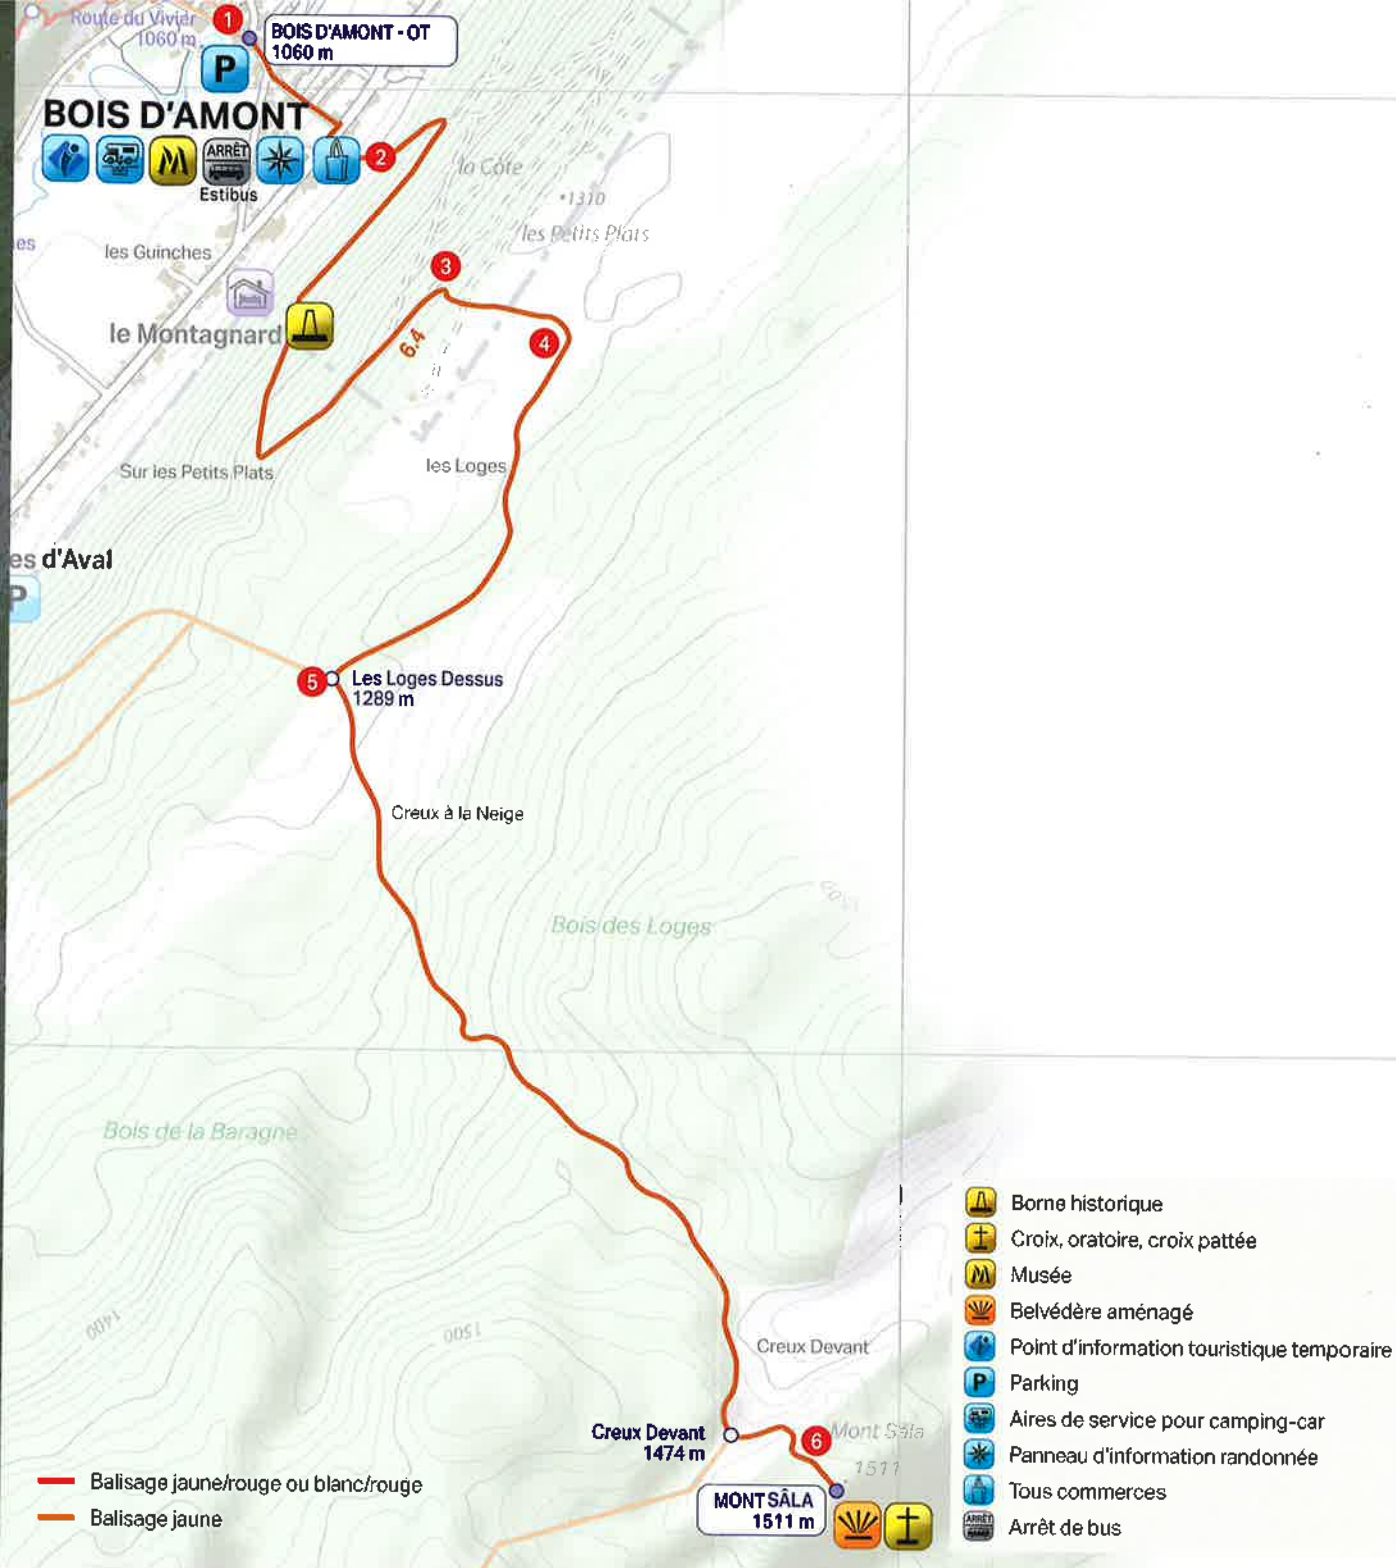 Route du Vivier
1060 m
1
BOIS D'AMONT - OT
1060 m
P
BOIS D'AMONT
ARRÊT
2
Estibus
la Côte
1310
les Petits Plats
es
les Guinches
3
le Montagnard
4
6.4
Sur les Petits Plats
les Loges
es d'Aval
P
5
Les Loges Dessus
1289 m
Creux à la Neige
Bois des Loges
Bois de la Baragne
1400
1500
Creux Devant
Creux Devant
1474 m
6
Mont Sâla
1511
MONT SÂLA
1511 m
Balisage jaune/rouge ou blanc/rouge
Balisage jaune
Borne historique
Croix, oratoire, croix pattée
Musée
Belvédère aménagé
Point d'information touristique temporaire
P Parking
Aires de service pour camping-car
Panneau d'information randonnée
Tous commerces
ARRÊT Arrêt de bus